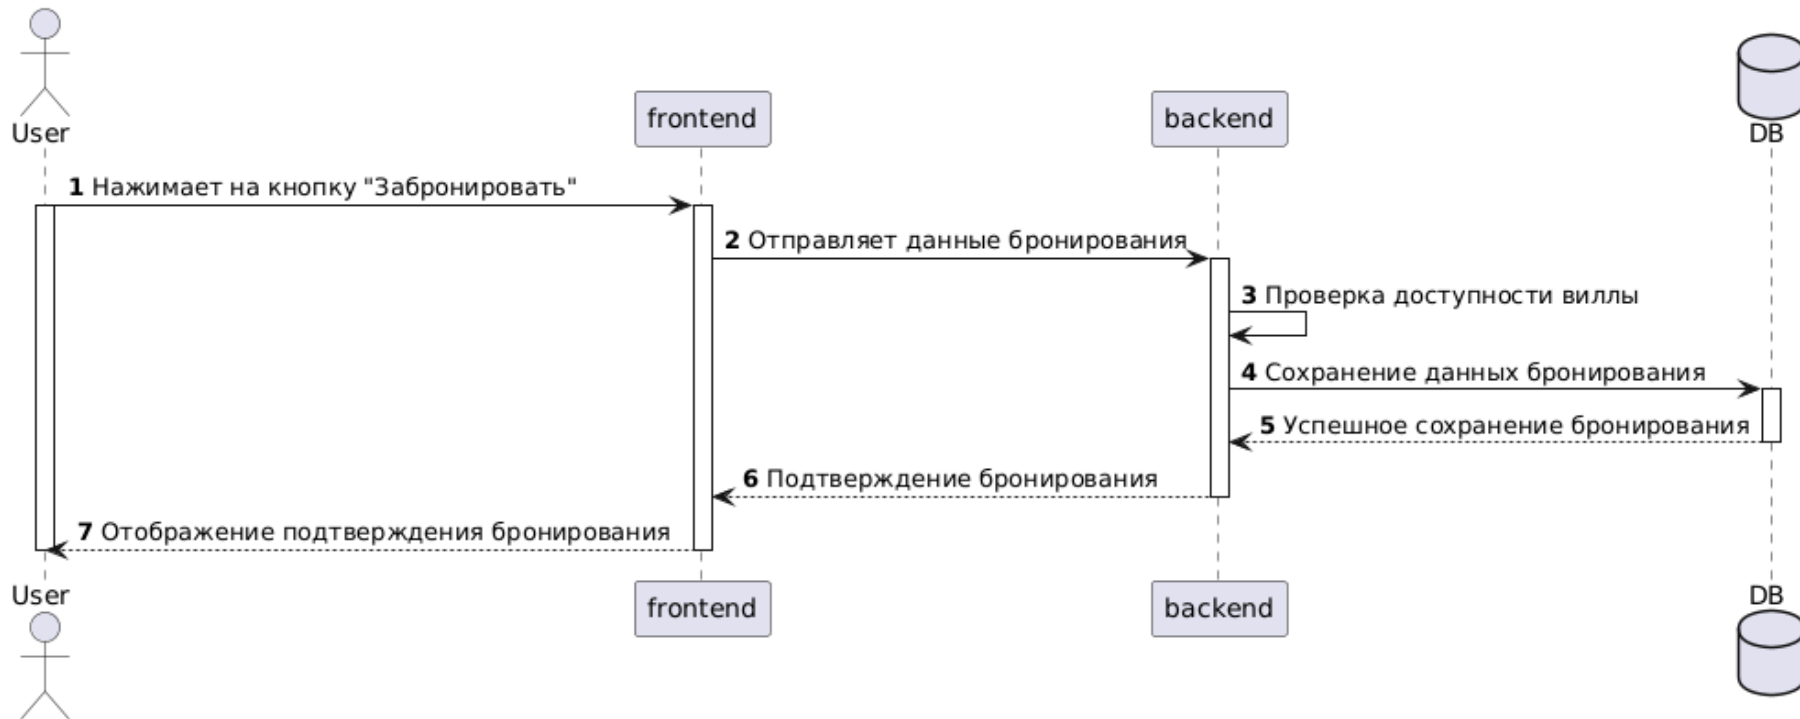 User
frontend
backend
DB
1 Нажимает на кнопку "Забронировать"
2 Отправляет данные бронирования
3 Проверка доступности виллы
4 Сохранение данных бронирования
5 Успешное сохранение бронирования
6 Подтверждение бронирования
7 Отображение подтверждения бронирования
User
frontend
backend
DB